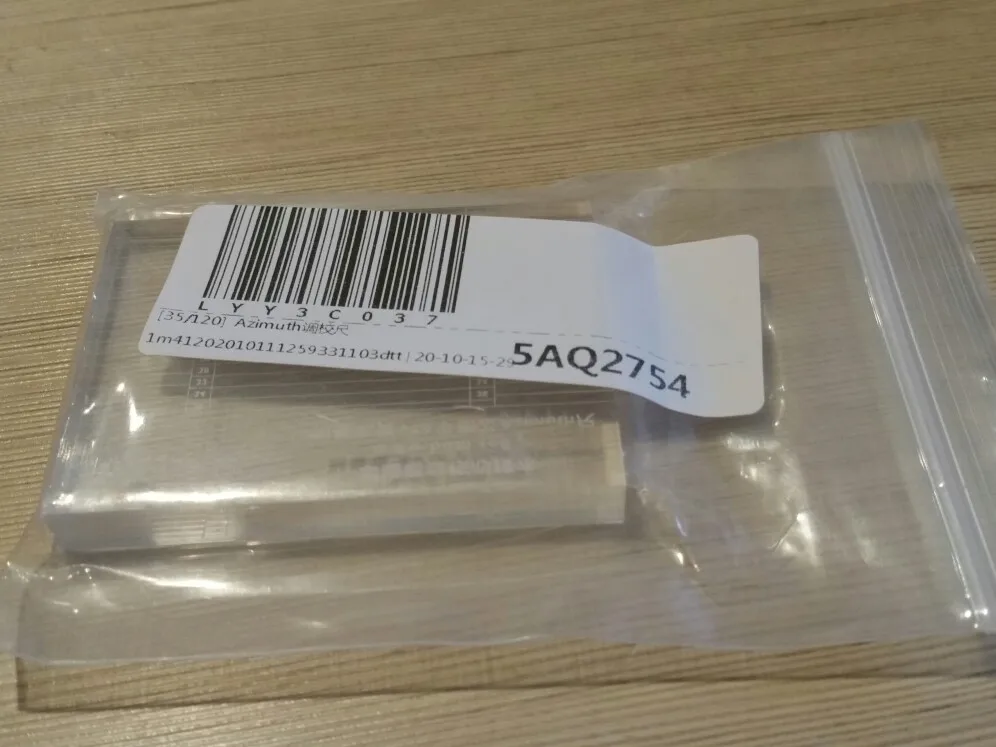 LYY3C037
[35/120] Azimuth调校尺
1m41202010111259331103dtt | 20-10-15-29
5AQ2754